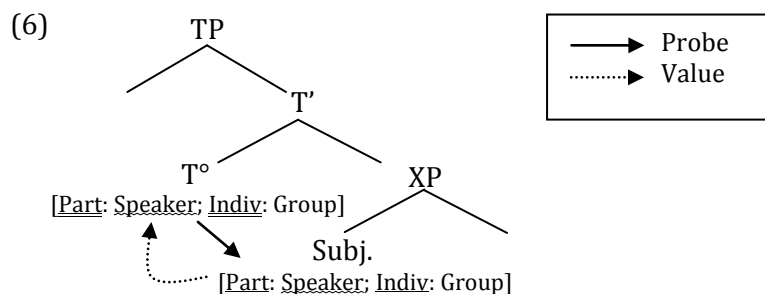 (6)
TP
Probe
Value
T’
T°
XP
[Part: Speaker; Indiv: Group]
Subj.
[Part: Speaker; Indiv: Group]